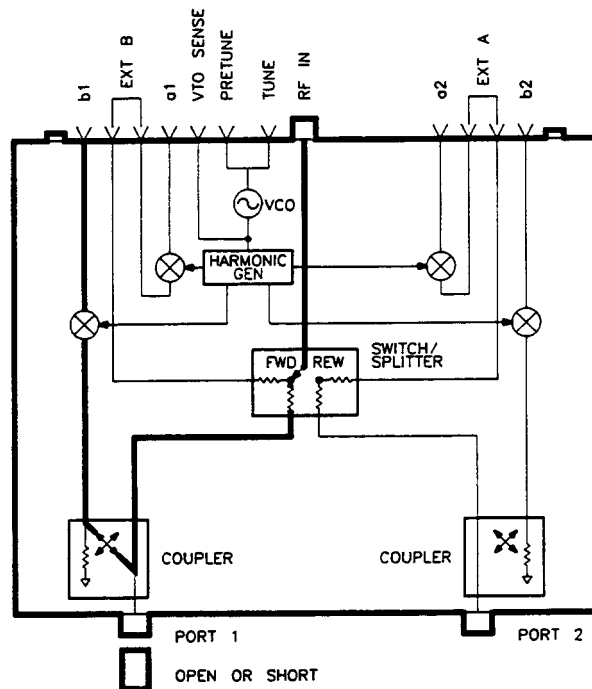 b1
EXT B
a1
VTO SENSE
PRETUNE
TUNE
RF IN
a2
EXT A
b2
VCO
HARMONIC
GEN
FWD REW
SWITCH/
SPLITTER
COUPLER
COUPLER
PORT 1
PORT 2
OPEN OR SHORT